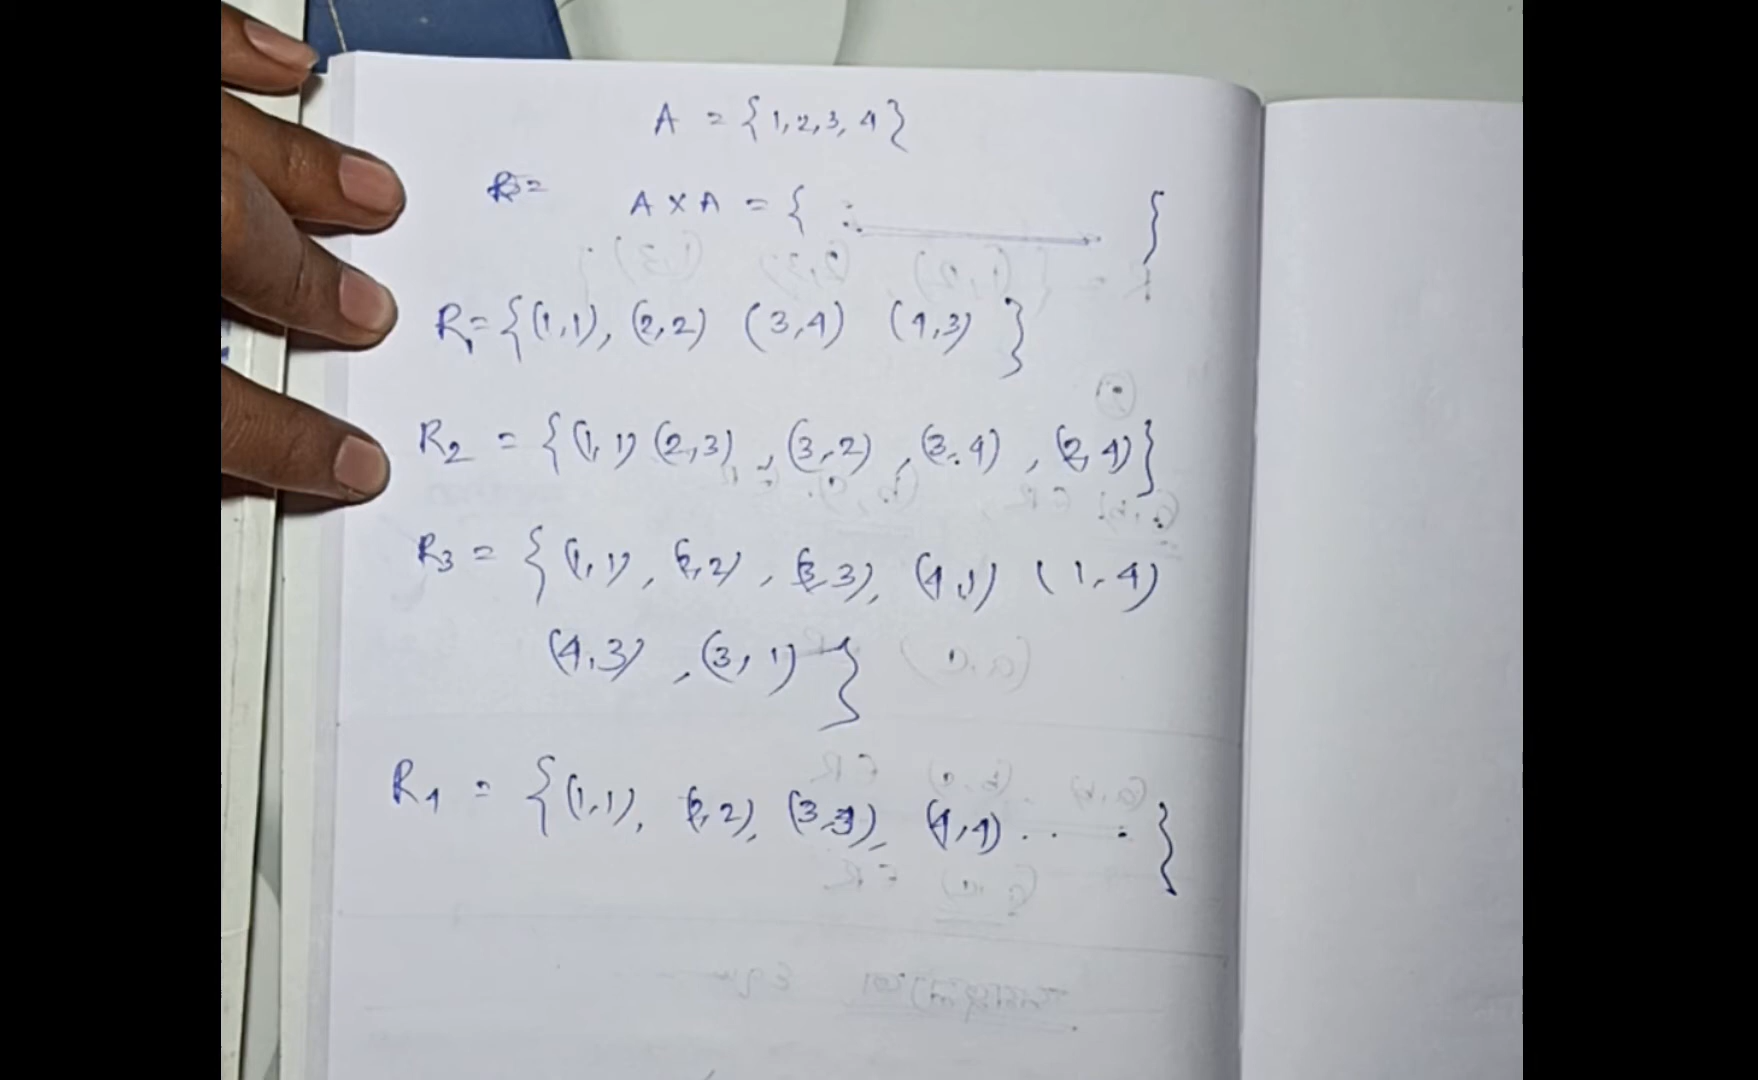 A = {1,2,3,4}
R =
A x A = { }
R1 = {(1,1), (2,2) (3,4) (4,3) }
R2 = {(1,1) (2,3), (3,2), (3,4), (2,4)}
R3 = {(1,1), (2,2), (3,3), (4,1) (1,4)
(4,3), (3,1) }
R4 = {(1,1), (2,2), (3,3), (4,4) . . . }